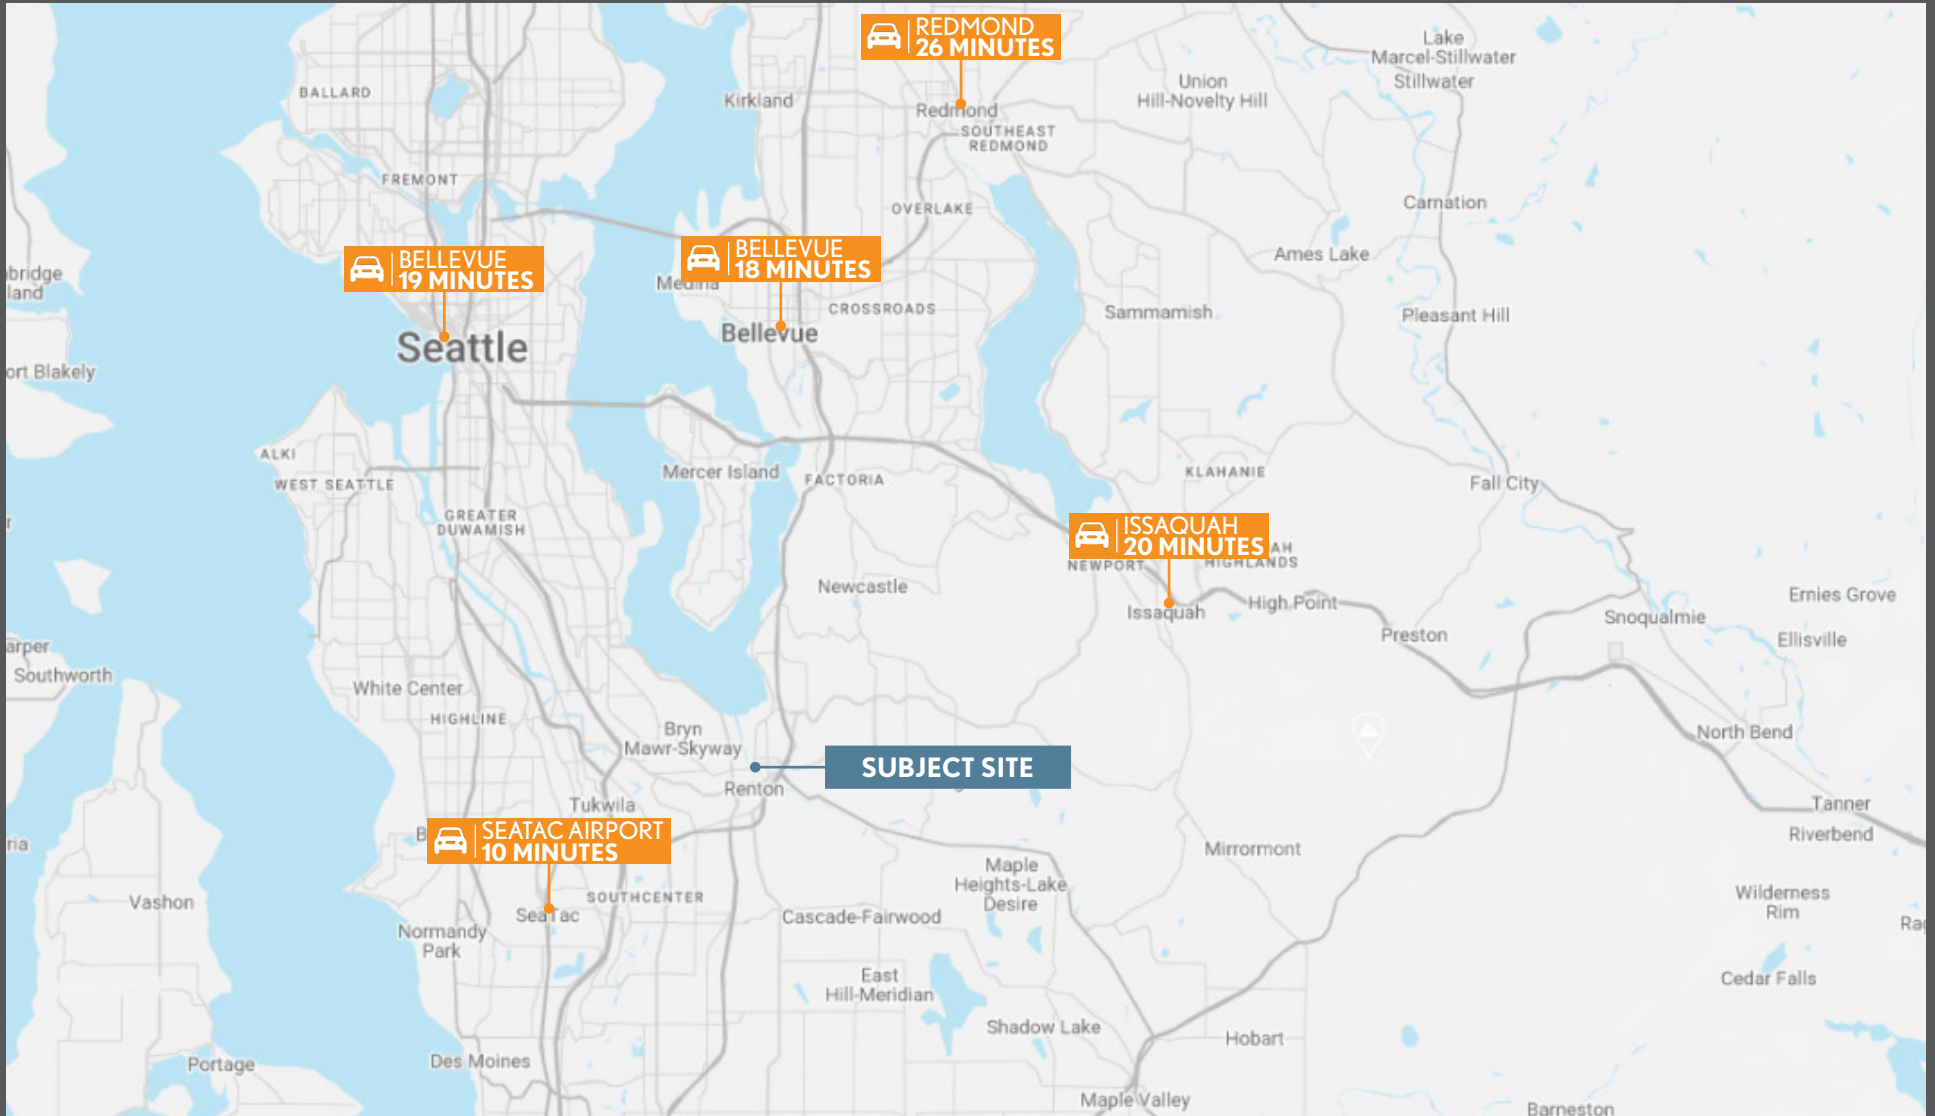 REDMOND
26 MINUTES
Lake
Marcel-Stillwater
Stillwater
Union
Hill-Novelty Hill
BALLARD
Kirkland
Redmond
SOUTHEAST
REDMOND
FREMONT
OVERLAKE
Carnation
BELLEVUE
19 MINUTES
BELLEVUE
18 MINUTES
Ames Lake
Medina
land
CROSSROADS
Sammamish
Pleasant Hill
Bellevue
Seattle
ort Blakely
ALKI
WEST SEATTLE
Mercer Island
FACTORIA
KLAHANIE
Fall City
GREATER
DUWAMISH
ISSAQUAH
20 MINUTES
AH
HIGHLANDS
NEWPORT
Newcastle
Issaquah
High Point
Ernies Grove
Snoqualmie
Preston
Ellisville
arper
Southworth
White Center
HIGHLINE
Bryn
Mawr-Skyway
North Bend
SUBJECT SITE
Renton
Tukwila
Tanner
Riverbend
SEATAC AIRPORT
10 MINUTES
B
ria
Mirrormont
Maple
Heights-Lake
Desire
Wilderness
Rim
SOUTHCENTER
Vashon
SeaTac
Cascade-Fairwood
Normandy
Park
East
Hill-Meridian
Cedar Falls
Shadow Lake
Hobart
Des Moines
Portage
Maple Valley
Barneston